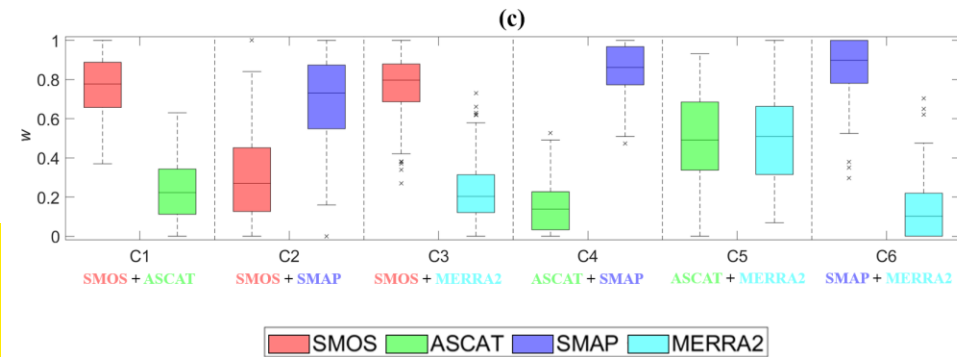 (c)
1
0.8
0.6
0.4
0.2
0
w
C1 C2 C3 C4 C5 C6
SMOS + ASCAT SMOS + SMAP SMOS + MERRA2 ASCAT + SMAP ASCAT + MERRA2 SMAP + MERRA2
SMOS ASCAT SMAP MERRA2